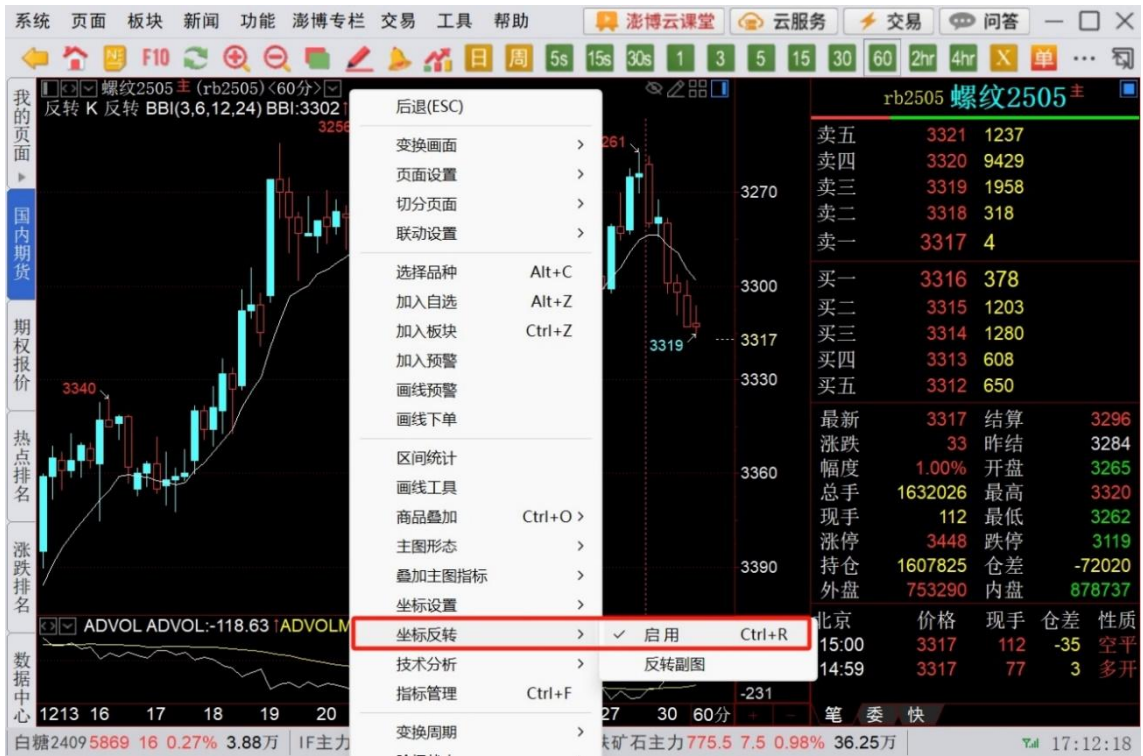 系统 页面 板块 新闻 功能 澎博专栏 交易 工具 帮助 澎博云课堂 云服务 交易 问答
F10 日 周 5s 15s 30s 1 3 5 15 30 60 2hr 4hr X 单 ...
我的页面
国内期货
期权报价
热点排名
涨跌排名
数据中心
螺纹2505 主 (rb2505) <60分>
反转 K 反转 BBI(3,6,12,24) BBI:3302↑
3256
3340
261
3319
3270
3300
3317
3330
3360
3390
-231
ADVOL ADVOL:-118.63 ↑ADVOLM
1213 16 17 18 19 20 27 30 60分 + -
后退(ESC)
变换画面 >
页面设置 >
切分页面 >
联动设置 >
选择品种 Alt+C
加入自选 Alt+Z
加入板块 Ctrl+Z
加入预警
画线预警
画线下单
区间统计
画线工具
商品叠加 Ctrl+O >
主图形态 >
叠加主图指标 >
坐标设置 >
坐标反转 >
技术分析 >
指标管理 Ctrl+F
变换周期 >
✓ 启用 Ctrl+R
反转副图
rb2505 螺纹2505 主
卖五 3321 1237
卖四 3320 9429
卖三 3319 1958
卖二 3318 318
卖一 3317 4
买一 3316 378
买二 3315 1203
买三 3314 1280
买四 3313 608
买五 3312 650
最新 3317 结算 3296
涨跌 33 昨结 3284
幅度 1.00% 开盘 3265
总手 1632026 最高 3320
现手 112 最低 3262
涨停 3448 跌停 3119
持仓 1607825 仓差 -72020
外盘 753290 内盘 878737
北京 价格 现手 仓差 性质
15:00 3317 112 -35 空平
14:59 3317 77 3 多开
笔 委 快
白糖2409 5869 16 0.27% 3.88万 IF主力 铁矿石主力 775.5 7.5 0.98% 36.25万 17:12:18